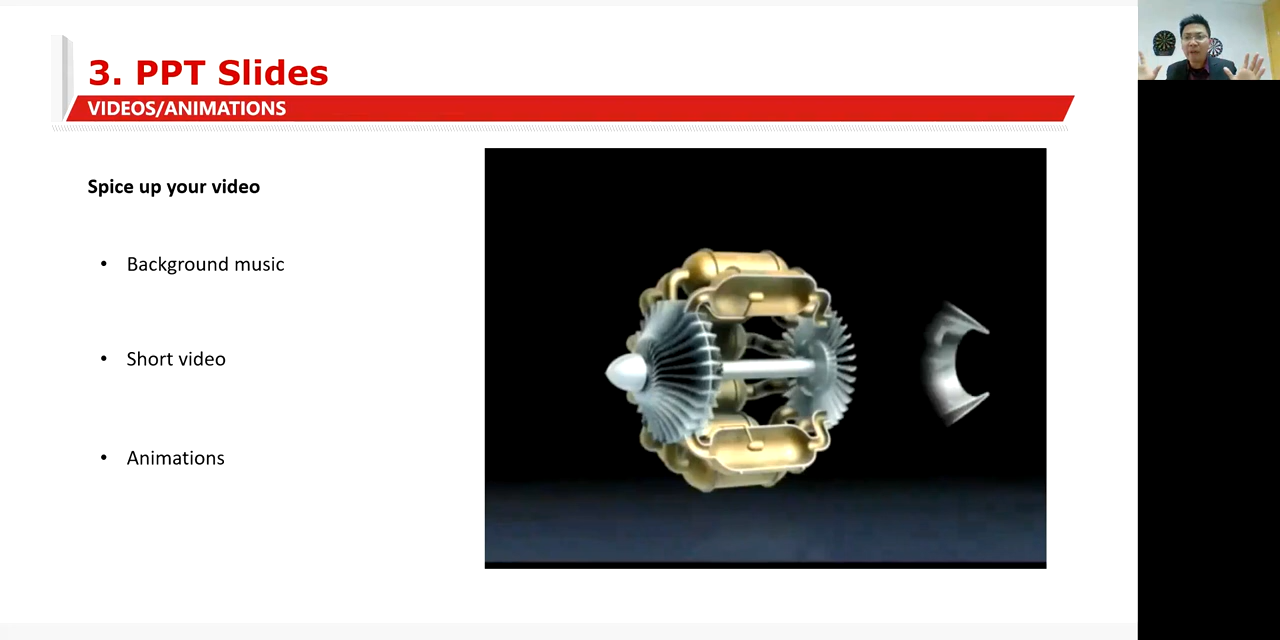 3. PPT Slides
VIDEOS/ANIMATIONS
Spice up your video
• Background music
• Short video
• Animations